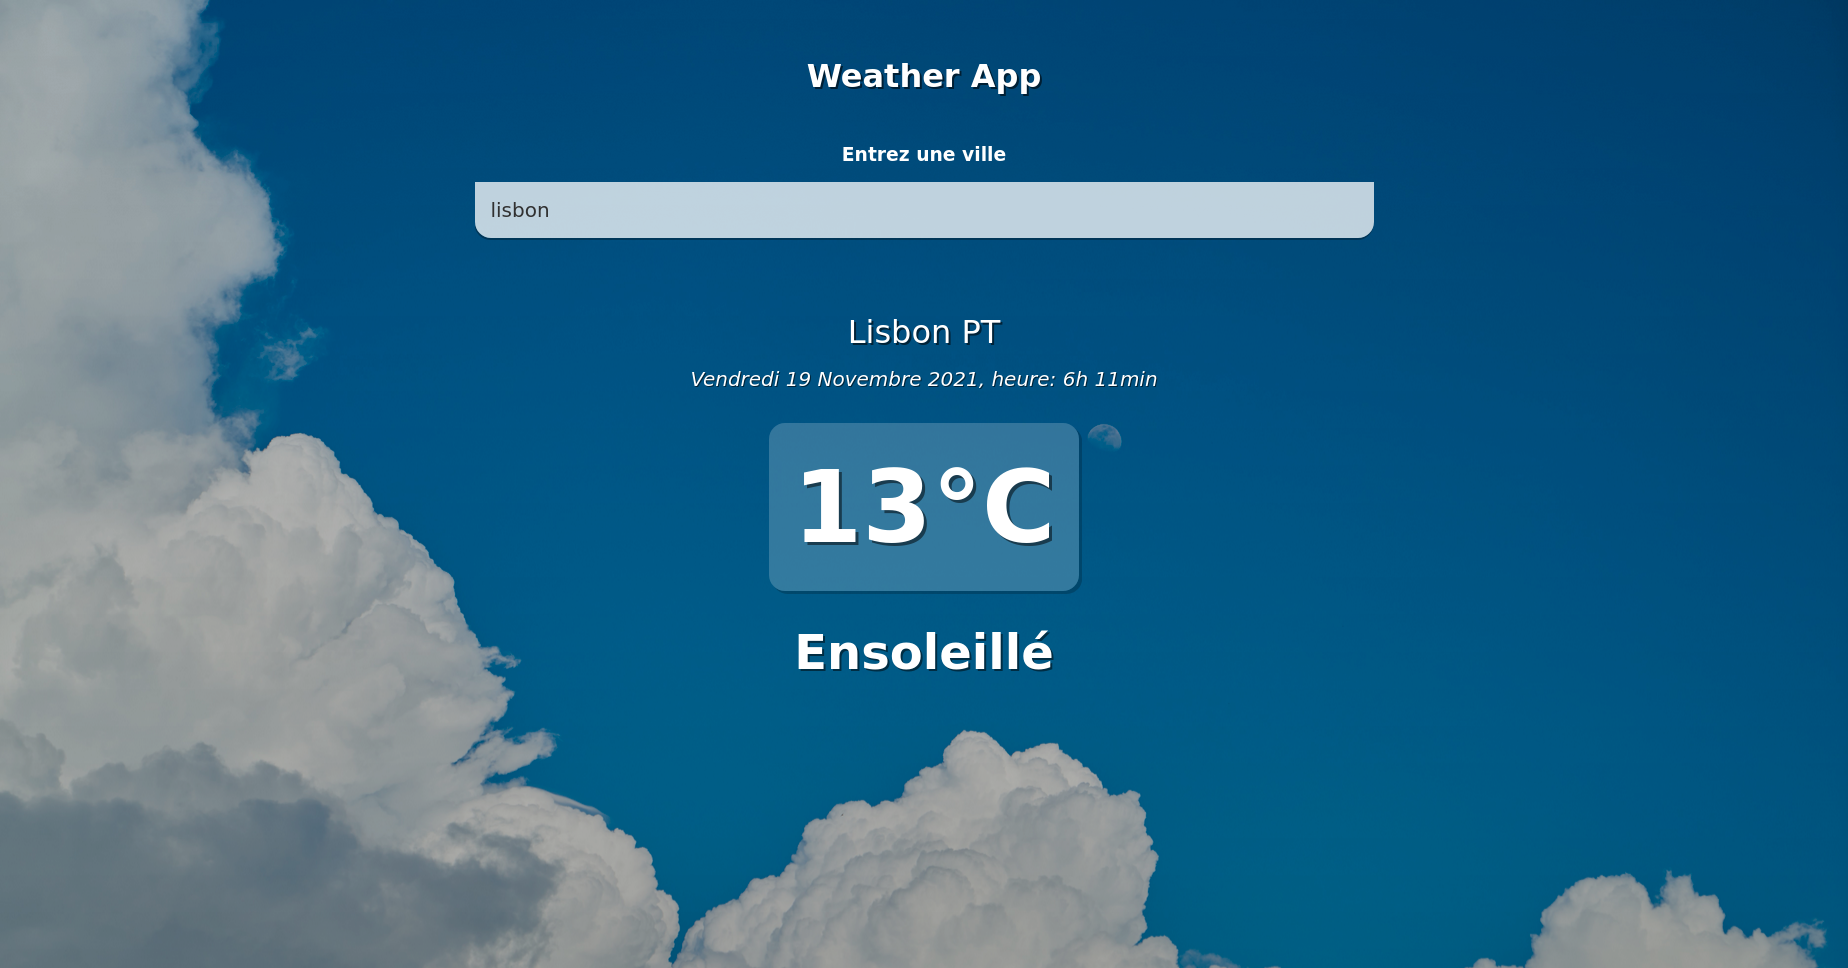 Weather App
Entrez une ville
lisbon
Lisbon PT
Vendredi 19 Novembre 2021, heure: 6h 11min
13°C
Ensoleillé